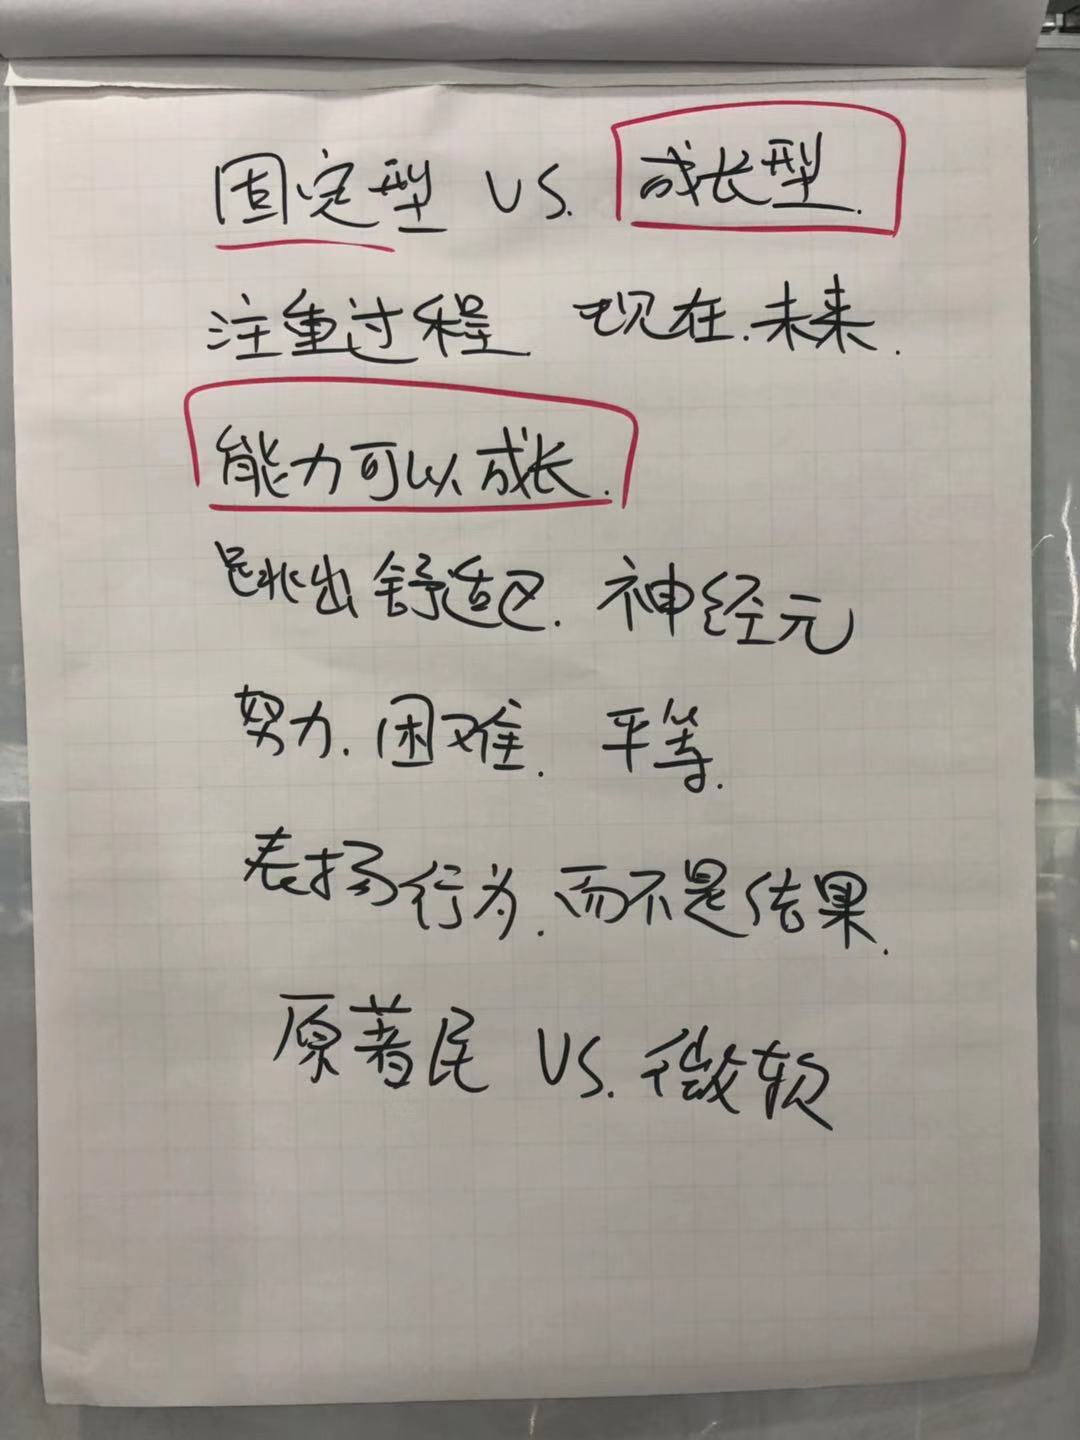 固定型 VS. 成长型.
注重过程 现在.未来.
能力可以成长.
跳出舒适区. 神经元
努力.困难. 平等.
表扬行为.而不是结果.
原著民 VS. 微软